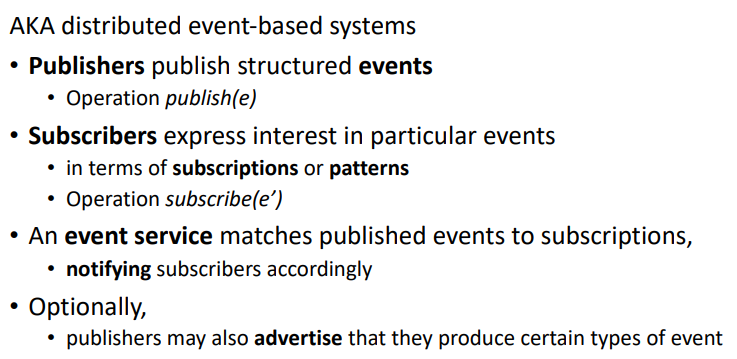 AKA distributed event-based systems
• Publishers publish structured events
• Operation publish(e)
• Subscribers express interest in particular events
• in terms of subscriptions or patterns
• Operation subscribe(e’)
• An event service matches published events to subscriptions,
• notifying subscribers accordingly
• Optionally,
• publishers may also advertise that they produce certain types of event